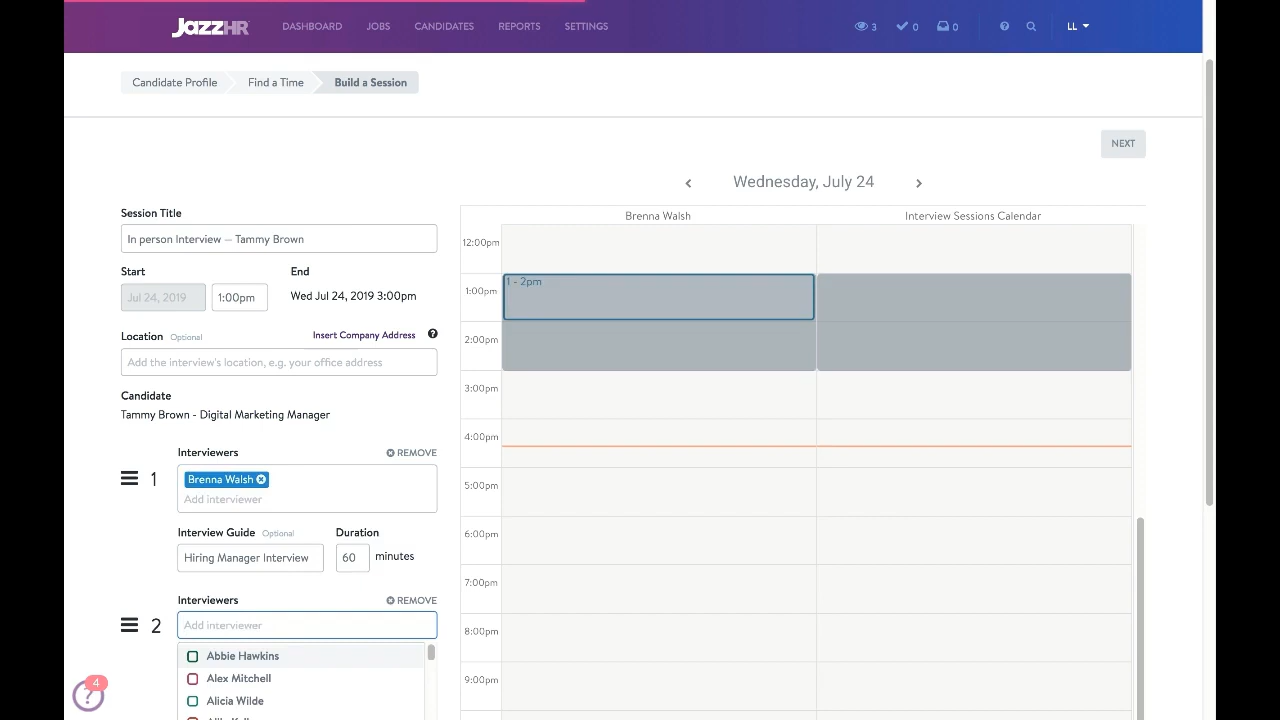 JazzHR DASHBOARD JOBS CANDIDATES REPORTS SETTINGS 3 0 0 LL
Candidate Profile Find a Time Build a Session
NEXT
Wednesday, July 24
Session Title
In person Interview — Tammy Brown
Start End
Jul 24, 2019 1:00pm Wed Jul 24, 2019 3:00pm
Location Optional Insert Company Address
Add the interview's location, e.g. your office address
Candidate
Tammy Brown - Digital Marketing Manager
Interviewers REMOVE
1 Brenna Walsh
Add interviewer
Interview Guide Optional Duration
Hiring Manager Interview 60 minutes
Interviewers REMOVE
2 Add interviewer
Abbie Hawkins
Alex Mitchell
Alicia Wilde
4
Brenna Walsh Interview Sessions Calendar
12:00pm
1:00pm 1 - 2pm
2:00pm
3:00pm
4:00pm
5:00pm
6:00pm
7:00pm
8:00pm
9:00pm